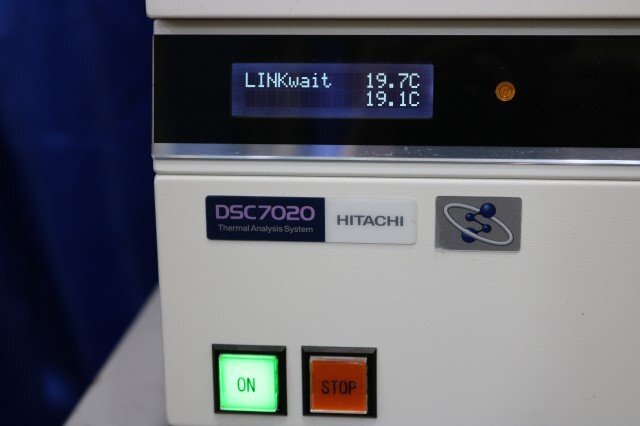 LINKwait 19.7C
19.1C
DSC7020
Thermal Analysis System
HITACHI
ON
STOP